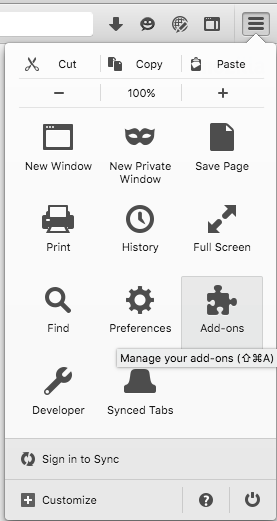 Cut Copy Paste
100%
New Window New Private Save Page
Window
Print History Full Screen
Find Preferences Add-ons
Manage your add-ons (⇧⌘A)
Developer Synced Tabs
Sign in to Sync
Customize